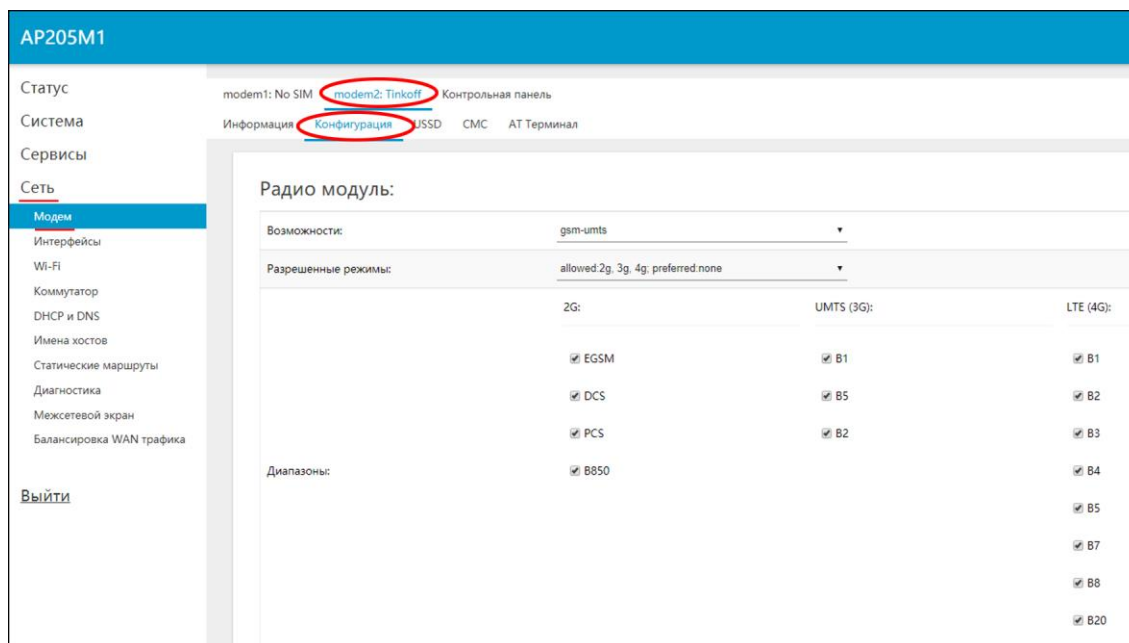 AP205M1
Статус
Система
Сервисы
Сеть
Модем
Интерфейсы
Wi-Fi
Коммутатор
DHCP и DNS
Имена хостов
Статические маршруты
Диагностика
Межсетевой экран
Балансировка WAN трафика
Выйти
modem1: No SIM modem2: Tinkoff Контрольная панель
Информация Конфигурация USSD СМС АТ Терминал
Радио модуль:
Возможности: gsm-umts
Разрешенные режимы: allowed:2g, 3g, 4g; preferred:none
2G: UMTS (3G): LTE (4G):
EGSM B1 B1
DCS B5 B2
PCS B2 B3
Диапазоны: B850 B4
B5
B7
B8
B20